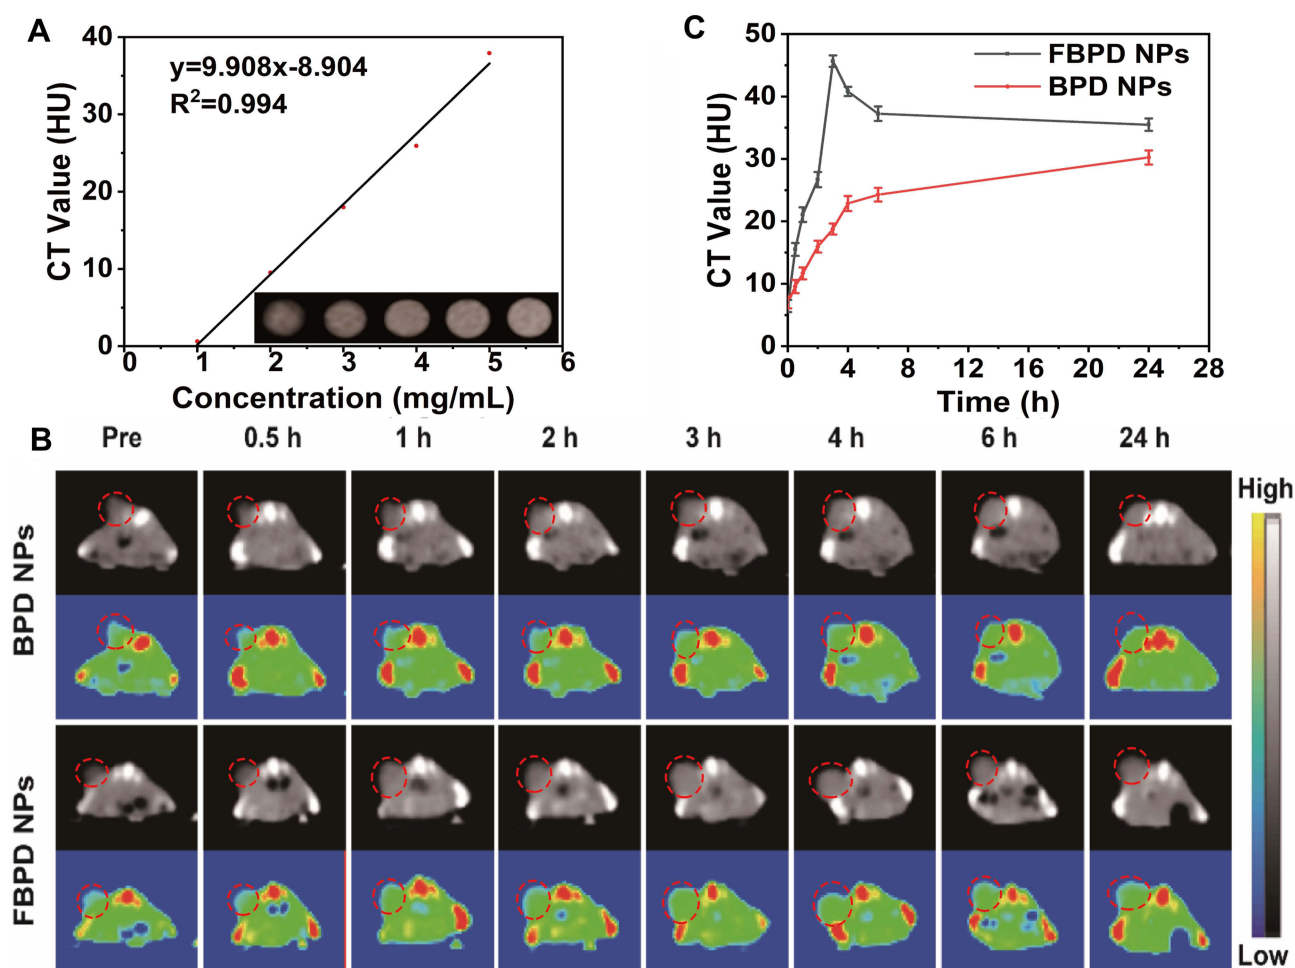 A
40
30
20
10
0
CT Value (HU)
y=9.908x-8.904
R²=0.994
0 1 2 3 4 5 6
Concentration (mg/mL)
C
50
40
30
20
10
0
CT Value (HU)
FBPD NPs
BPD NPs
0 4 8 12 16 20 24 28
Time (h)
B
Pre 0.5 h 1 h 2 h 3 h 4 h 6 h 24 h
BPD NPs
FBPD NPs
High
Low